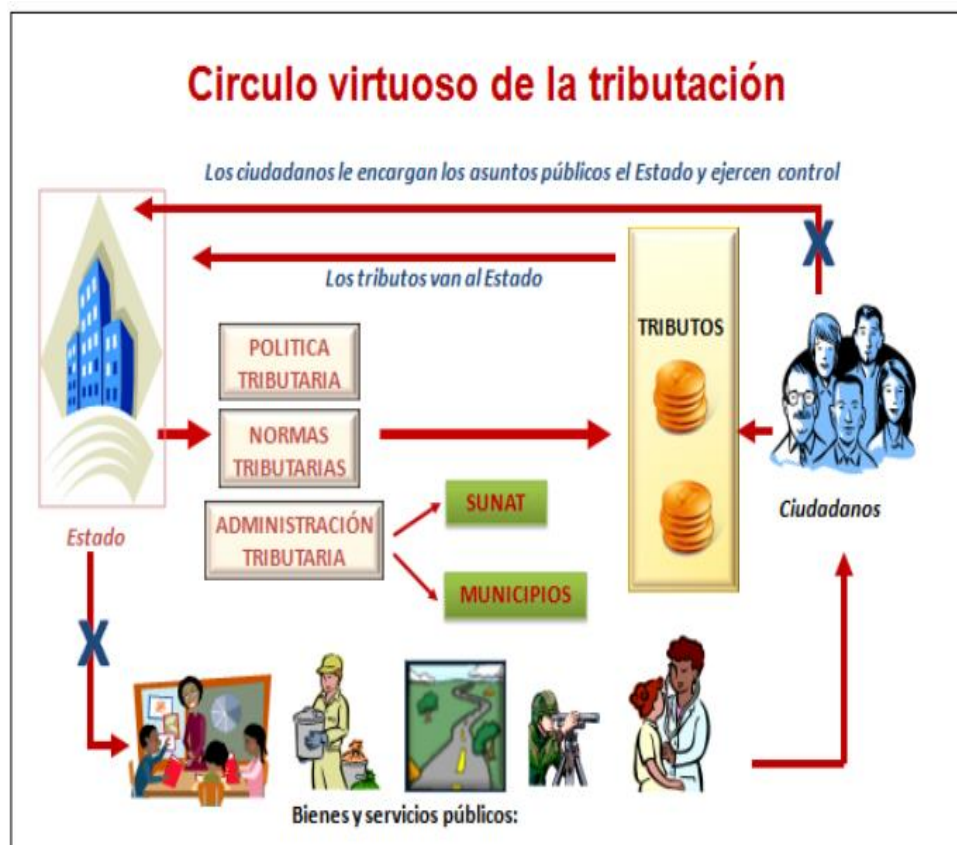 Circulo virtuoso de la tributación
Los ciudadanos le encargan los asuntos públicos el Estado y ejercen control
X
Los tributos van al Estado
TRIBUTOS
POLITICA
TRIBUTARIA
NORMAS
TRIBUTARIAS
ADMINISTRACIÓN
TRIBUTARIA
SUNAT
MUNICIPIOS
Ciudadanos
Estado
X
Bienes y servicios públicos: